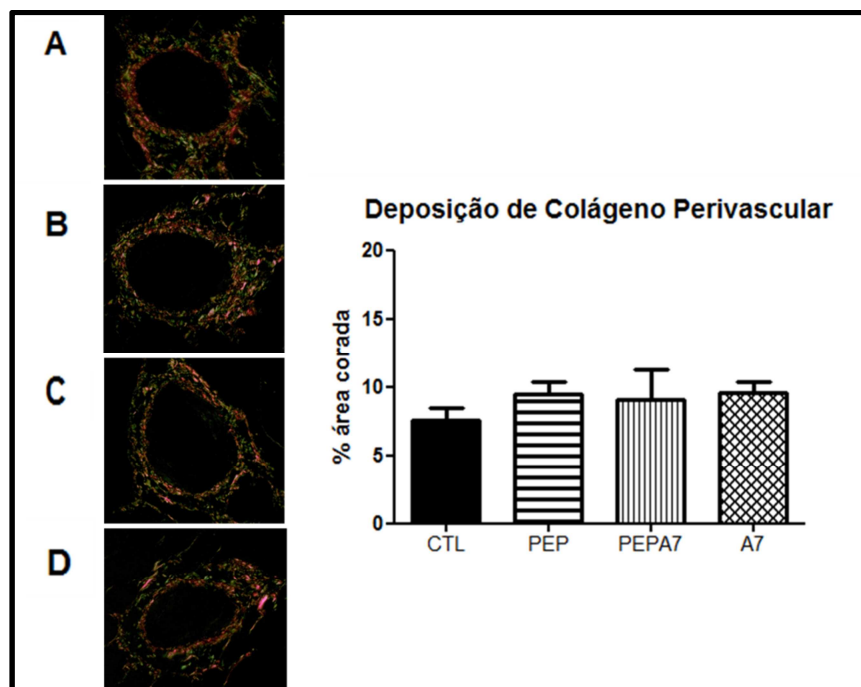 A
B
C
D
Deposição de Colágeno Perivascular
% área corada
20
15
10
5
0
CTL PEP PEPA7 A7